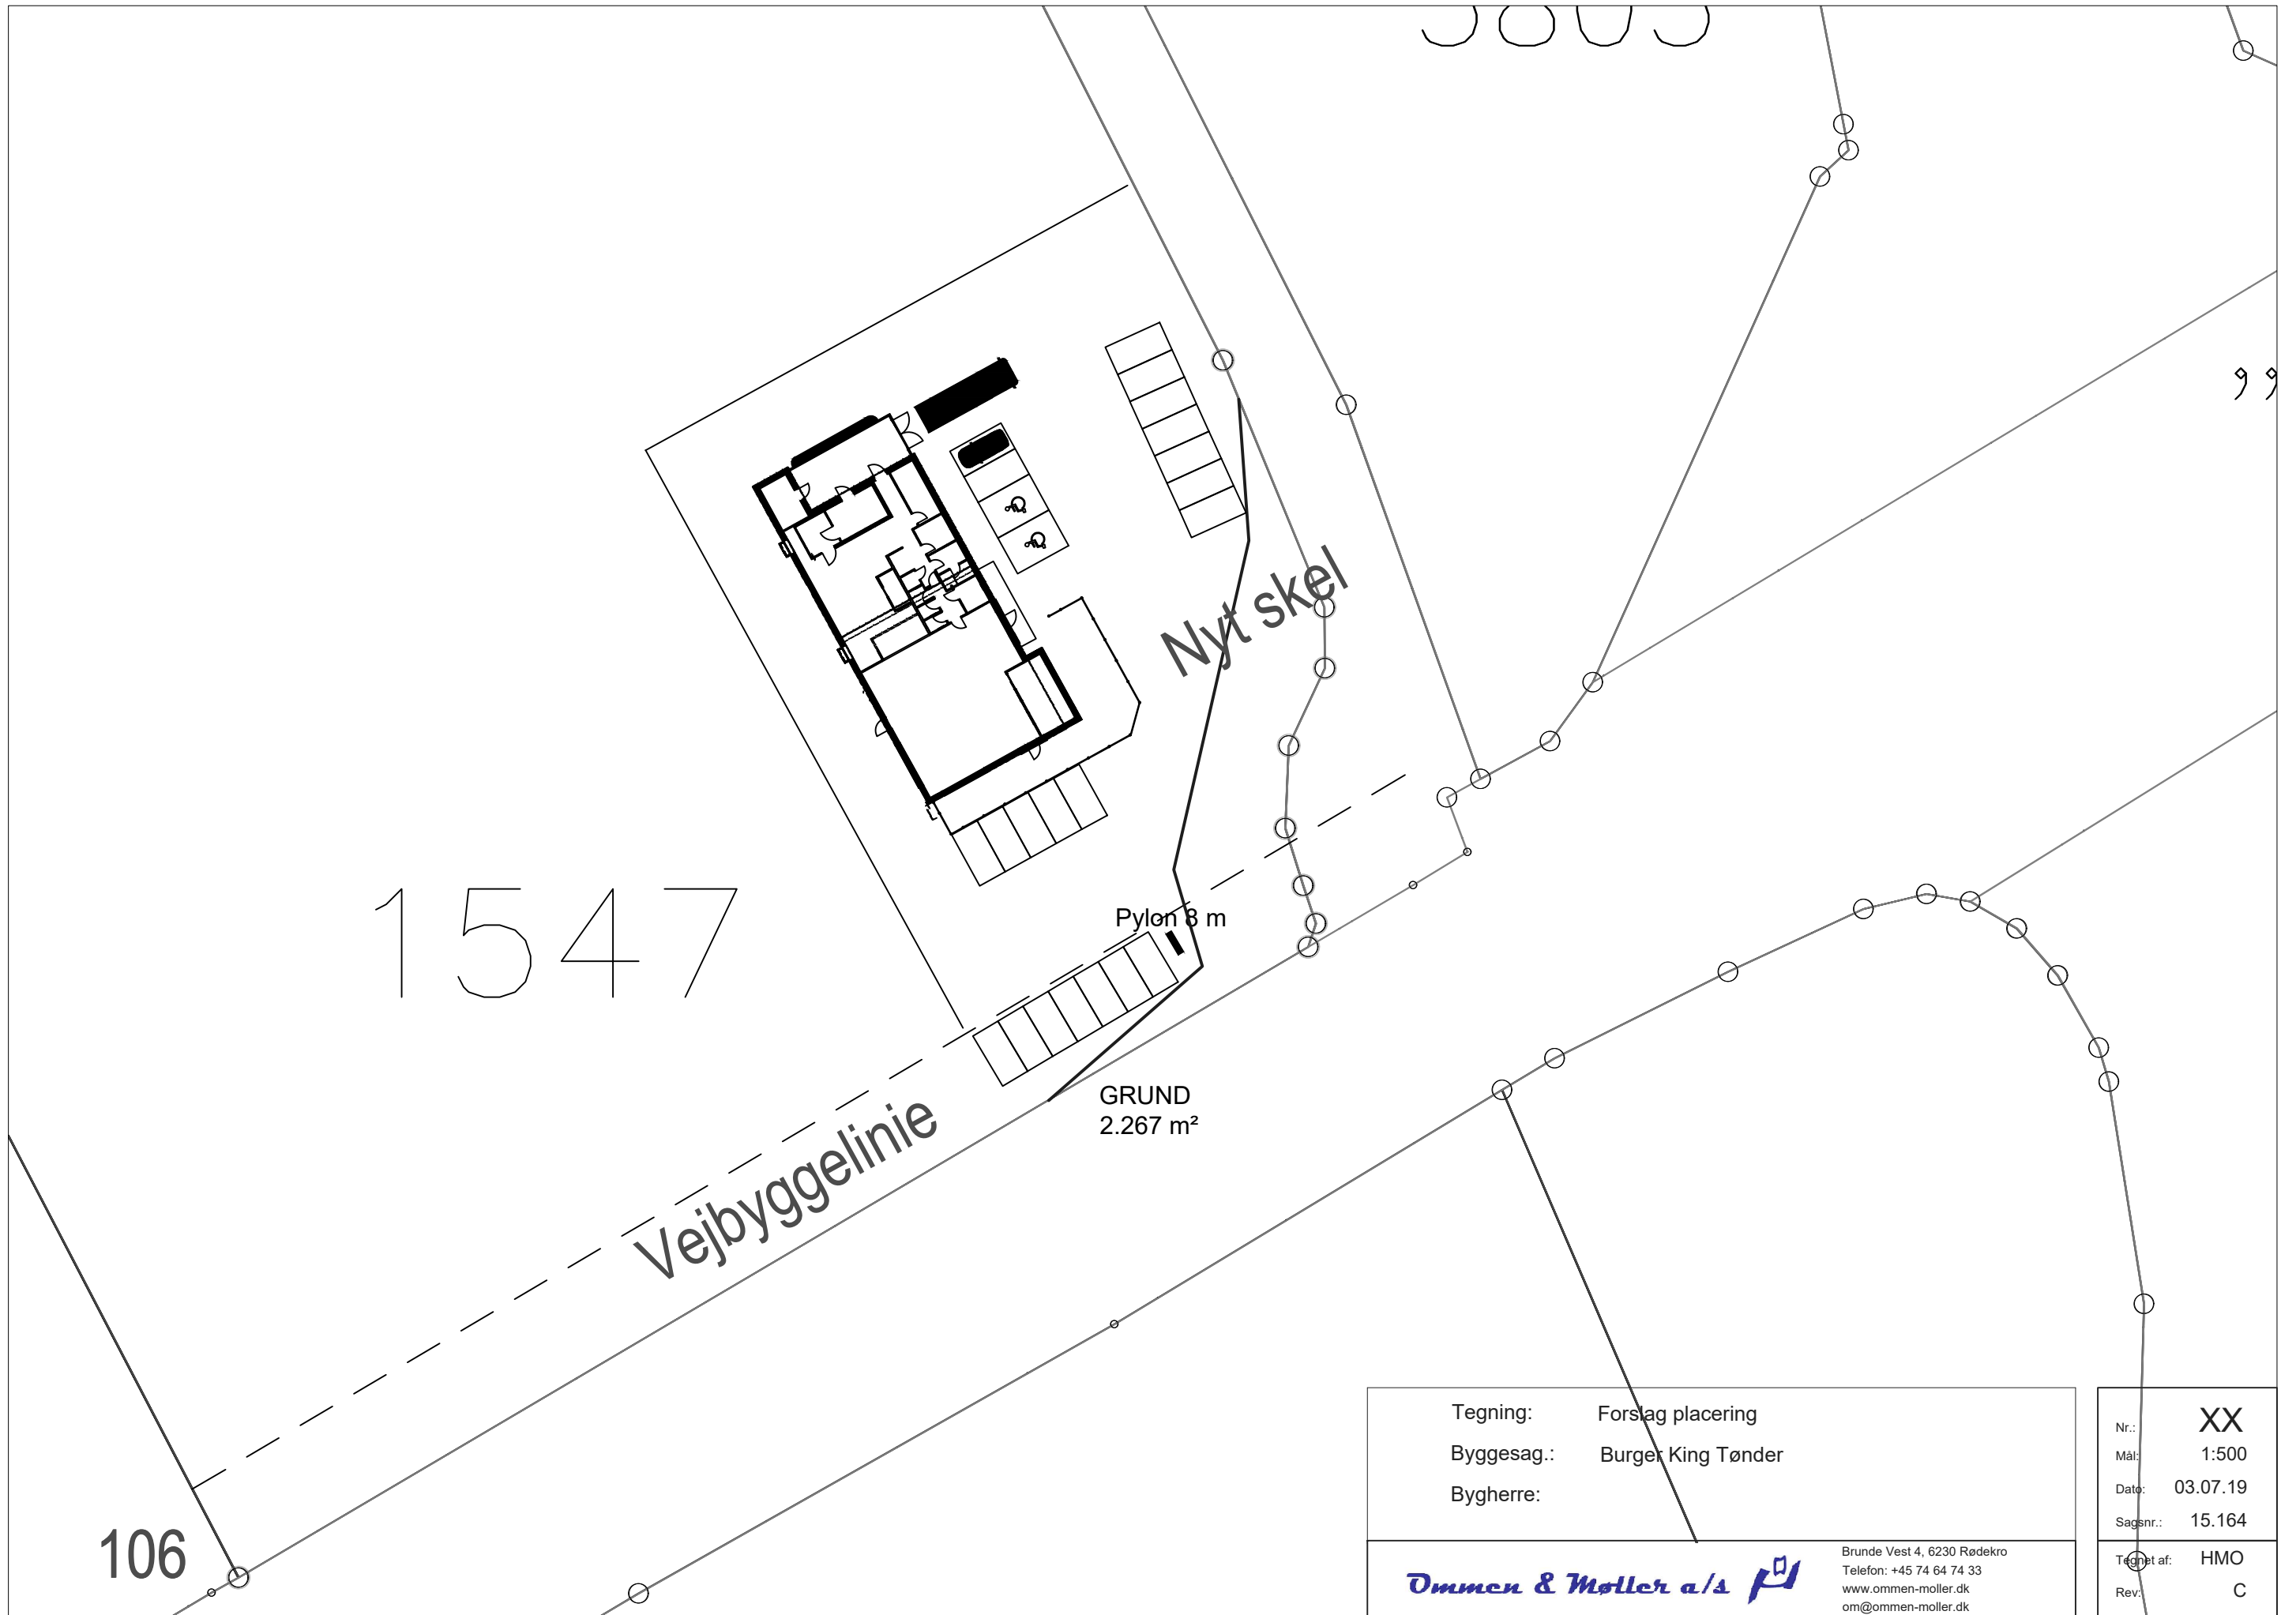 Nyt skel
1547
Pylon 8 m
GRUND
2.267 m²
Vejbyggelinie
106
Tegning: Forslag placering
Byggesag.: Burger King Tønder
Bygherre:
Nr.: XX
Mål: 1:500
Dato: 03.07.19
Sagsnr.: 15.164
Tegnet af: HMO
Rev: C
Ommen & Møller a/s
Brunde Vest 4, 6230 Rødekro
Telefon: +45 74 64 74 33
www.ommen-moller.dk
om@ommen-moller.dk